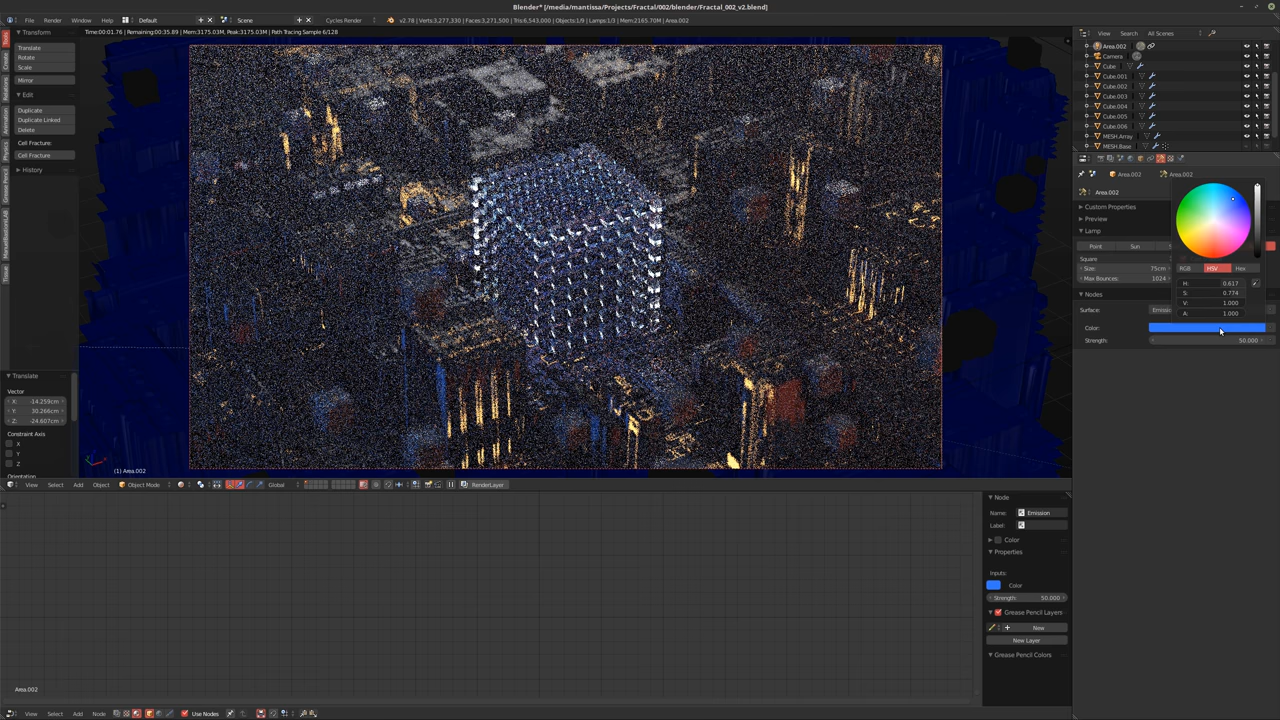 Blender* [/media/mantissa/Projects/Fractal/002/blender/Fractal_002_v2.blend]
File Render Window Help Default Scene Cycles Render v2.78 | Verts:3,277,330 | Faces:3,271,500 | Tris:6,543,000 | Objects:1/9 | Lamps:1/3 | Mem:2165.70M | Area.002
Time:00:01.76 | Remaining:00:35.89 | Mem:3175.03M, Peak:3175.03M | Path Tracing Sample 6/128
Tools
Create
Relations
Animation
Physics
Grease Pencil
Tissue
Transform
Translate
Rotate
Scale
Mirror
Edit
Duplicate
Duplicate Linked
Delete
Cell Fracture:
Cell Fracture
History
Translate
Vector
X: -14.259cm
Y: 30.266cm
Z: -24.607cm
Constraint Axis
X
Y
Z
Orientation
(1) Area.002
View Select Add Object Object Mode Global RenderLayer
View Search All Scenes
Area.002
Camera
Cube
Cube.001
Cube.002
Cube.003
Cube.004
Cube.005
Cube.006
MESH.Array
MESH.Base
Area.002 Area.002
Area.002
Custom Properties
Preview
Lamp
Point Sun
Square
Size: 75cm
Max Bounces: 1024
RGB HSV Hex
H: 0.617
S: 0.774
V: 1.000
A: 1.000
Nodes
Surface:
Color:
Strength: 50.000
Node
Name: Emission
Label:
Color
Properties
Inputs:
Color
Strength: 50.000
Grease Pencil Layers
New
New Layer
Grease Pencil Colors
Area.002
View Select Add Node Use Nodes